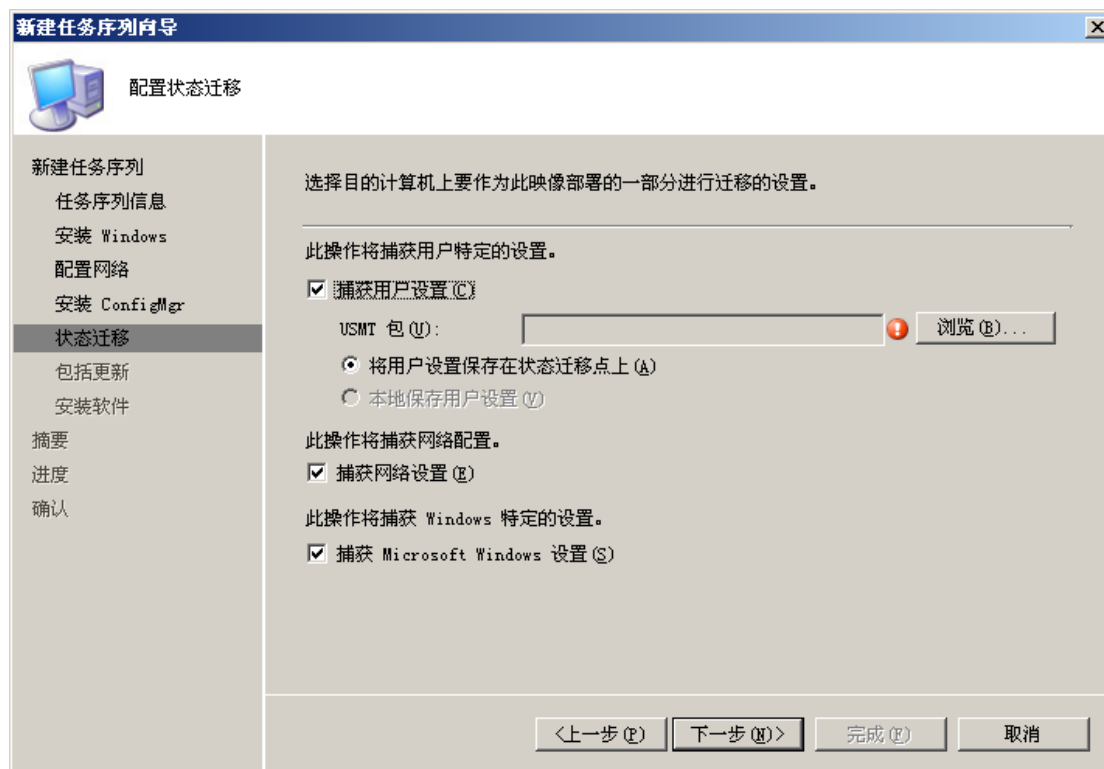 新建任务序列向导
配置状态迁移
新建任务序列
任务序列信息
安装 Windows
配置网络
安装 ConfigMgr
状态迁移
包括更新
安装软件
摘要
进度
确认
选择目的计算机上要作为此映像部署的一部分进行迁移的设置。
此操作将捕获用户特定的设置。
捕获用户设置(C)
USMT 包(U):
浏览(B)...
将用户设置保存在状态迁移点上(A)
本地保存用户设置(V)
此操作将捕获网络配置。
捕获网络设置(E)
此操作将捕获 Windows 特定的设置。
捕获 Microsoft Windows 设置(S)
<上一步(P) 下一步(N)> 完成(F) 取消